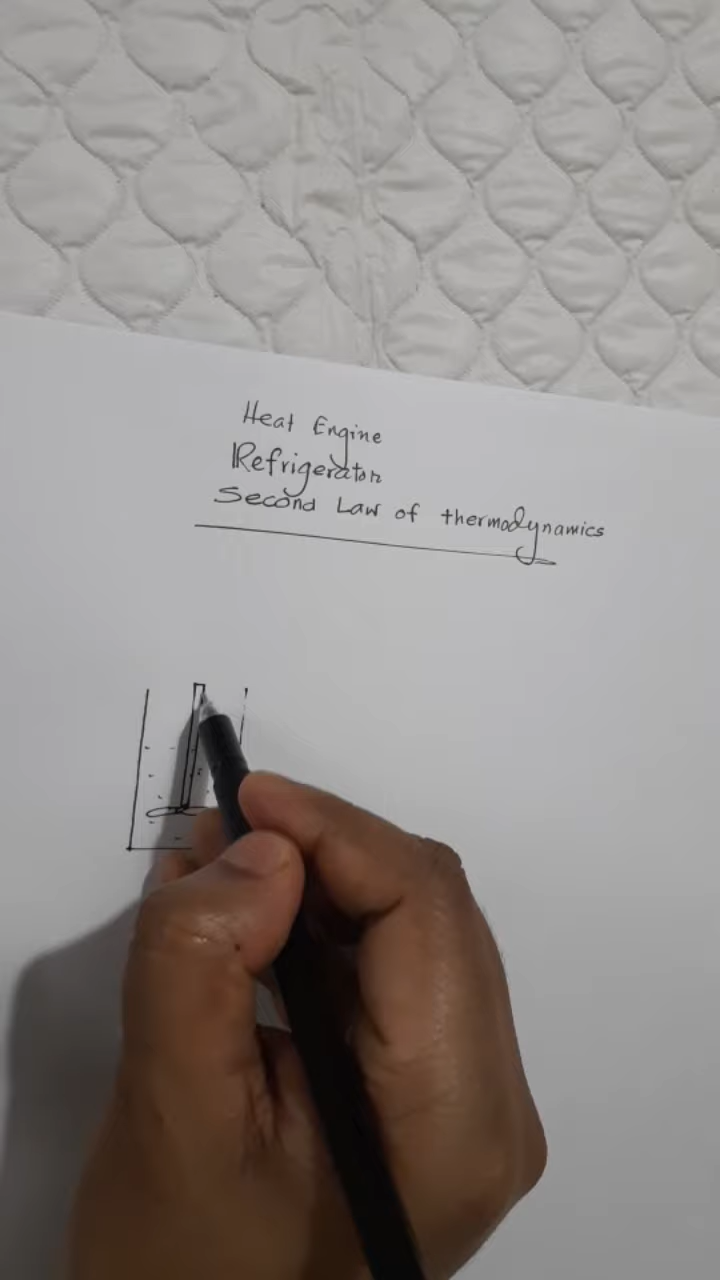 Heat Engine
Refrigerator
Second Law of thermodynamics